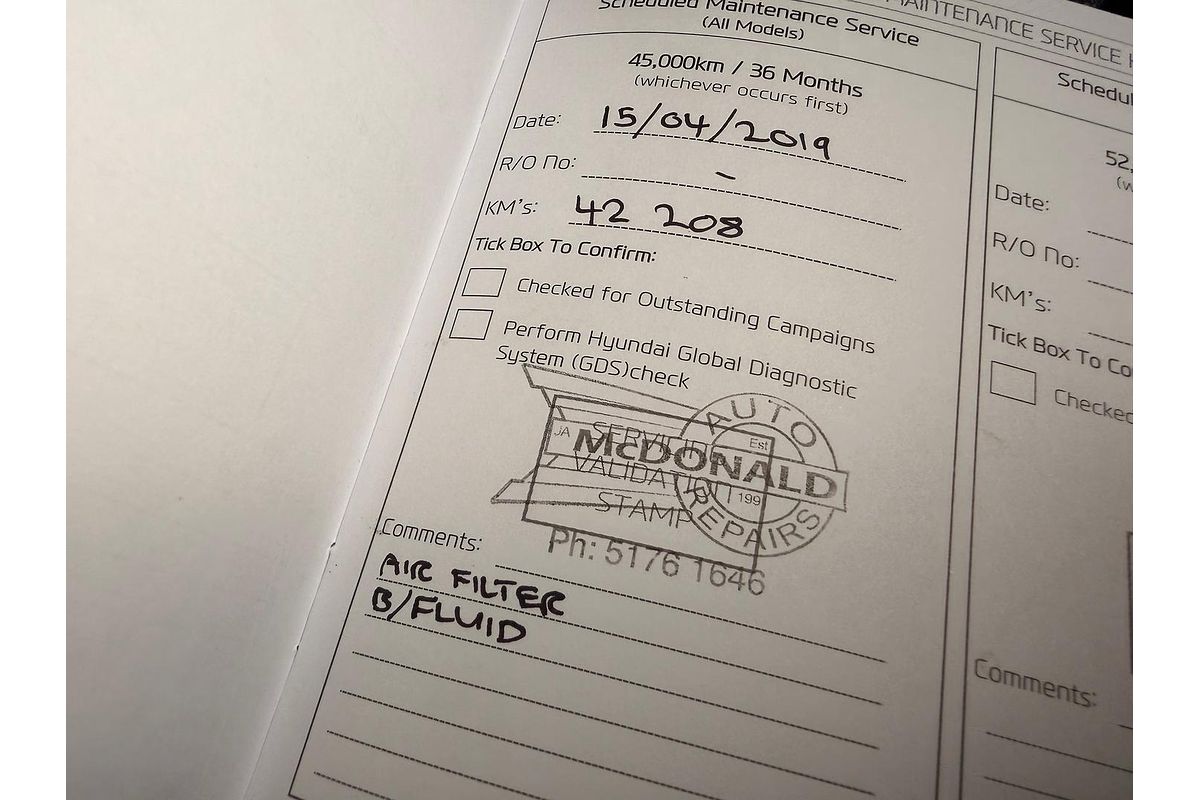 MAINTENANCE SERVICE
Scheduled Maintenance Service
(All Models)
45,000km / 36 Months
(whichever occurs first)
Date: 15/04/2019
R/O No: -
KM's: 42 208
Tick Box To Confirm:
Checked for Outstanding Campaigns
Perform Hyundai Global Diagnostic
System (GDS)check
SERVICE
VALIDATION
STAMP
AUTO
JA McDONALD
Est
199
REPAIRS
Ph: 5176 1646
Comments:
AIR FILTER
B/FLUID
52,
Date:
R/O No:
KM's:
Tick Box To
Comments: